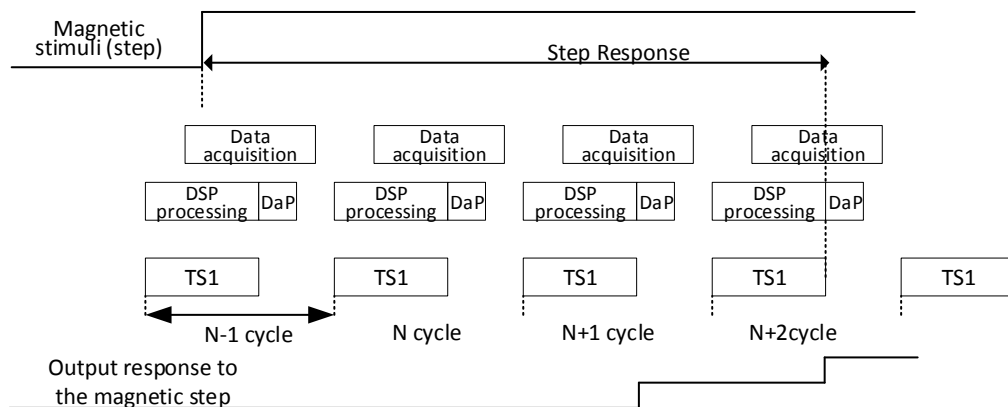 Magnetic
stimuli (step)
Step Response
Data
acquisition
Data
acquisition
Data
acquisition
Data
acquisition
DSP
processing
DaP
DSP
processing
DaP
DSP
processing
DaP
DSP
processing
DaP
TS1
TS1
TS1
TS1
TS1
N-1 cycle
N cycle
N+1 cycle
N+2cycle
Output response to
the magnetic step